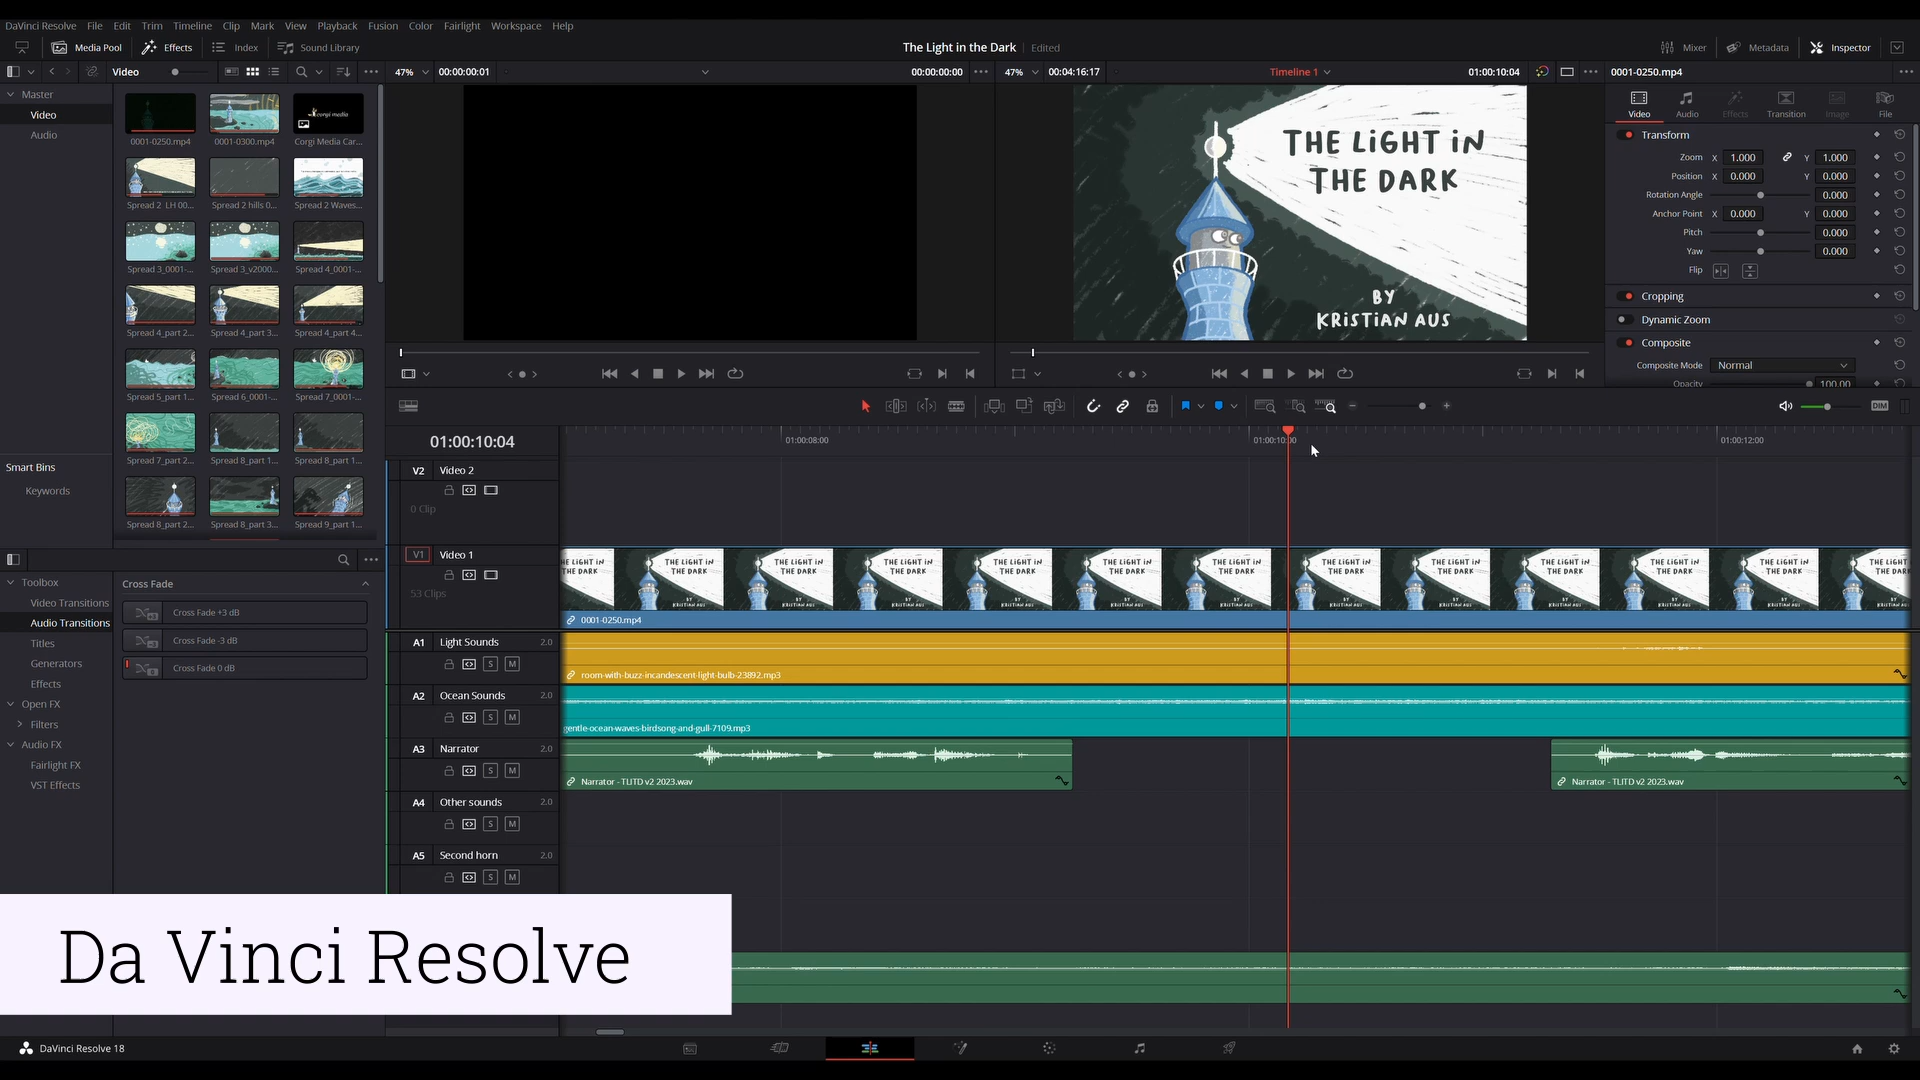 DaVinci Resolve File Edit Trim Timeline Clip Mark View Playback Fusion Color Fairlight Workspace Help
Media Pool Effects Index Sound Library
The Light in the Dark Edited
Mixer Metadata Inspector
Video
47% 00:00:00:01 00:00:00:00
47% 00:04:16:17 Timeline 1 01:00:10:04
0001-0250.mp4
Master
Video
Audio
0001-0250.mp4 0001-0300.mp4 Corgi Media Car...
Spread 2 LH 00... Spread 2 hills 0... Spread 2 Waves...
Spread 3_0001-... Spread 3_v2000... Spread 4_0001-...
Spread 4_part 2... Spread 4_part 3... Spread 4_part 4...
Spread 5_part 1... Spread 6_0001-... Spread 7_0001-...
Spread 7_part 2... Spread 8_part 1... Spread 8_part 1...
Spread 8_part 2... Spread 8_part 3... Spread 9_part 1...
Smart Bins
Keywords
THE LIGHT IN
THE DARK
BY
KRISTIAN AUS
Video Audio Effects Transition Image File
Transform
Zoom X 1.000 Y 1.000
Position X 0.000 Y 0.000
Rotation Angle 0.000
Anchor Point X 0.000 Y 0.000
Pitch 0.000
Yaw 0.000
Flip
Cropping
Dynamic Zoom
Composite
Composite Mode Normal
Opacity 100.00
DIM
01:00:10:04
01:00:08:00 01:00:10:00 01:00:12:00
V2 Video 2
0 Clip
V1 Video 1
53 Clips
0001-0250.mp4
A1 Light Sounds 2.0
S M
room-with-buzz-incandescent-light-bulb-23892.mp3
A2 Ocean Sounds 2.0
S M
gentle-ocean-waves-birdsong-and-gull-7109.mp3
A3 Narrator 2.0
S M
Narrator - TLITD v2 2023.wav Narrator - TLITD v2 2023.wav
A4 Other sounds 2.0
S M
A5 Second horn 2.0
S M
Toolbox
Video Transitions
Audio Transitions
Titles
Generators
Effects
Open FX
Filters
Audio FX
Fairlight FX
VST Effects
Cross Fade
Cross Fade +3 dB
Cross Fade -3 dB
Cross Fade 0 dB
Da Vinci Resolve
DaVinci Resolve 18